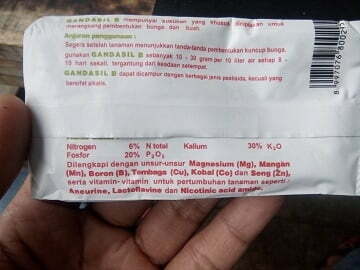 GANDASIL B mempunyai susunan yang khusus ditujukan untuk
merangsang pembentukan bunga dan buah.
Anjuran penggunaan :
Segera setelah tanaman menunjukkan tanda-tanda pembentukan kuncup bunga,
gunakan GANDASIL B sebanyak 10 - 30 gram per 10 liter air setiap 8 -
10 hari sekali, tergantung dari keadaan setempat.
GANDASIL B dapat dicampur dengan berbagai jenis pestisida, kecuali yang
bersifat alkalis.
Nitrogen 6% N total Kalium 30% K2O
Fosfor 20% P2O5
Dilengkapi dengan unsur-unsur Magnesium (Mg), Mangan
(Mn), Boron (B), Tembaga (Cu), Kobal (Co) dan Seng (Zn),
serta vitamin-vitamin untuk pertumbuhan tanaman seperti:
Aneurine, Lactoflavine dan Nicotinic acid amide.